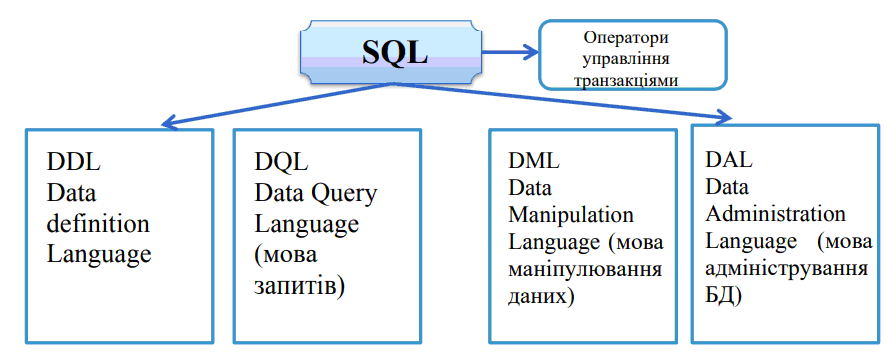 SQL
Оператори
управління
транзакціями
DDL
Data
definition
Language
DQL
Data Query
Language
(мова
запитів)
DML
Data
Manipulation
Language (мова
маніпулювання
даних)
DAL
Data
Administration
Language (мова
адміністрування
БД)